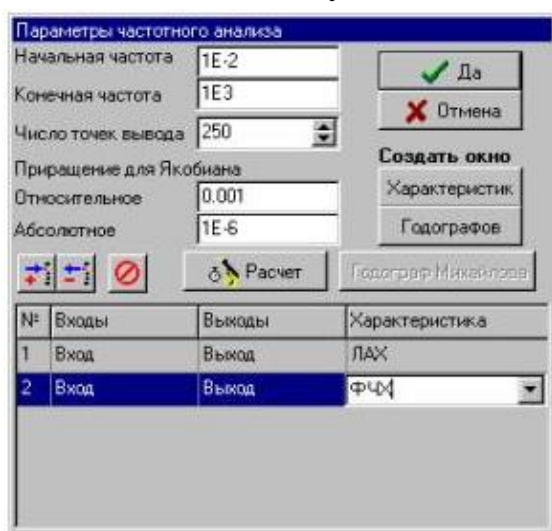 Параметры частотного анализа
Начальная частота 1E-2
Да
Конечная частота 1E3
Отмена
Число точек вывода 250
Создать окно
Приращение для Якобиана
Относительное 0.001 Характеристик
Абсолютное 1E-6 Годографов
Расчет Годограф Михайлова
№ Входы Выходы Характеристика
1 Вход Выход ЛАХ
2 Вход Выход ФЧХ